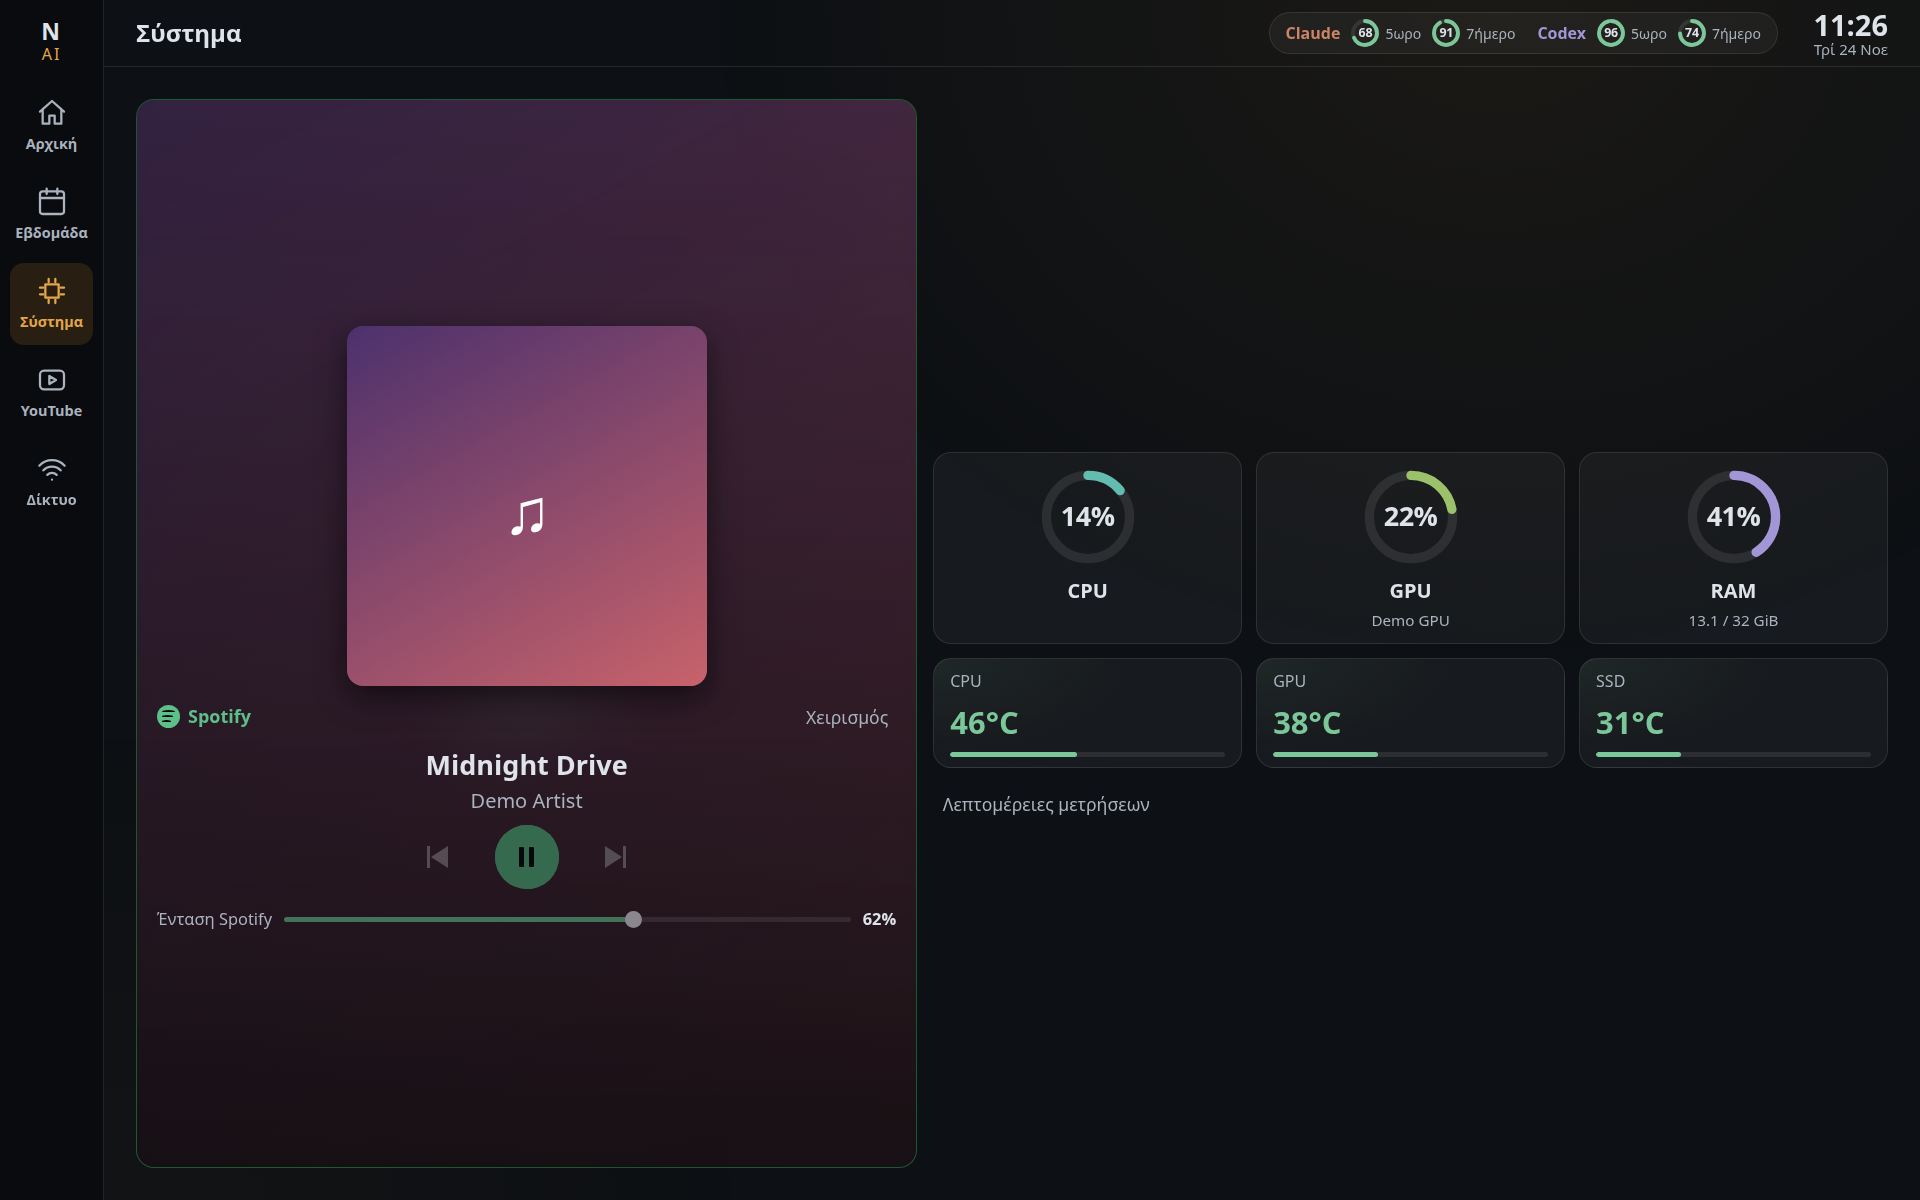 N
AI
Αρχική
Εβδομάδα
Σύστημα
YouTube
Δίκτυο
Σύστημα
Claude 68 5ωρο 91 7ήμερο Codex 96 5ωρο 74 7ήμερο
11:26
Τρί 24 Νοε
Spotify
Χειρισμός
Midnight Drive
Demo Artist
Ένταση Spotify 62%
14%
CPU
22%
GPU
Demo GPU
41%
RAM
13.1 / 32 GiB
CPU
46°C
GPU
38°C
SSD
31°C
Λεπτομέρειες μετρήσεων